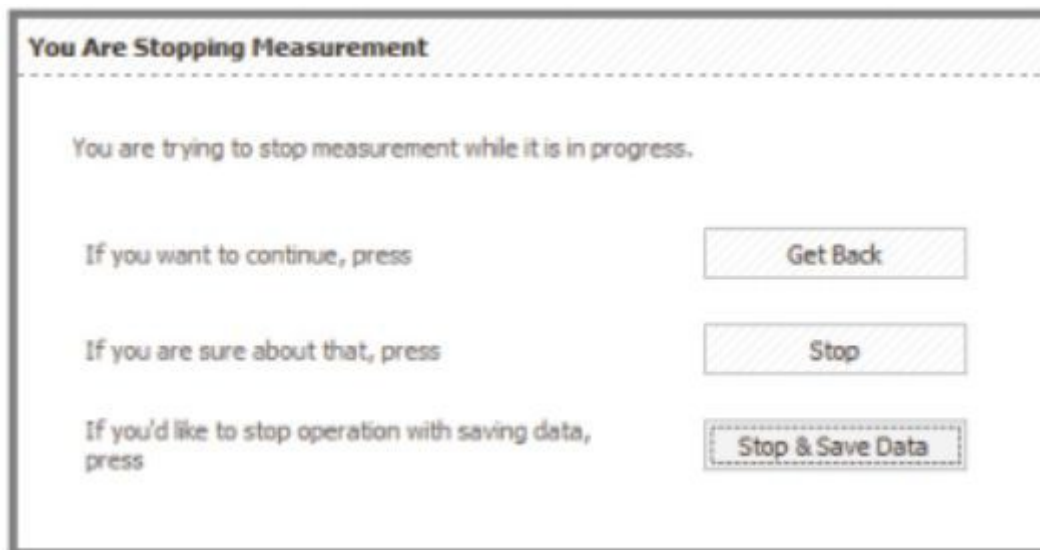 You Are Stopping Measurement
You are trying to stop measurement while it is in progress.
If you want to continue, press
Get Back
If you are sure about that, press
Stop
If you'd like to stop operation with saving data,
press
Stop & Save Data